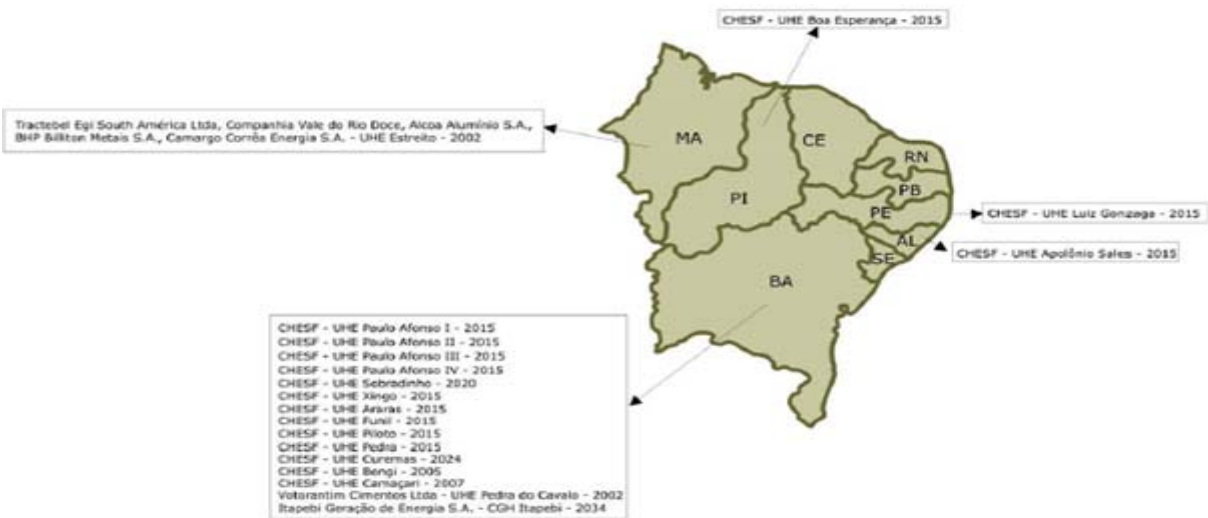 CHESF - UHE Boa Esperança - 2015
Tractebel Egi South América Ltda, Companhia Vale do Rio Doce, Alcoa Alumínio S.A.,
BHP Billiton Metais S.A., Camargo Corrêa Energia S.A. - UHE Estreito - 2002
MA
CE
RN
PB
PI
PE
CHESF - UHE Luiz Gonzaga - 2015
AL
CHESF - UHE Apolônio Sales - 2015
SE
BA
CHESF - UHE Paulo Afonso I - 2015
CHESF - UHE Paulo Afonso II - 2015
CHESF - UHE Paulo Afonso III - 2015
CHESF - UHE Paulo Afonso IV - 2015
CHESF - UHE Sobradinho - 2020
CHESF - UHE Xingo - 2015
CHESF - UHE Araras - 2015
CHESF - UHE Funil - 2015
CHESF - UHE Piloto - 2015
CHESF - UHE Pedra - 2015
CHESF - UHE Curemas - 2024
CHESF - UHE Bongi - 2005
CHESF - UHE Camaçari - 2007
Votorantim Cimentos Ltda - UHE Pedra do Cavalo - 2002
Itapebi Geração de Energia S.A. - CGH Itapebi - 2034